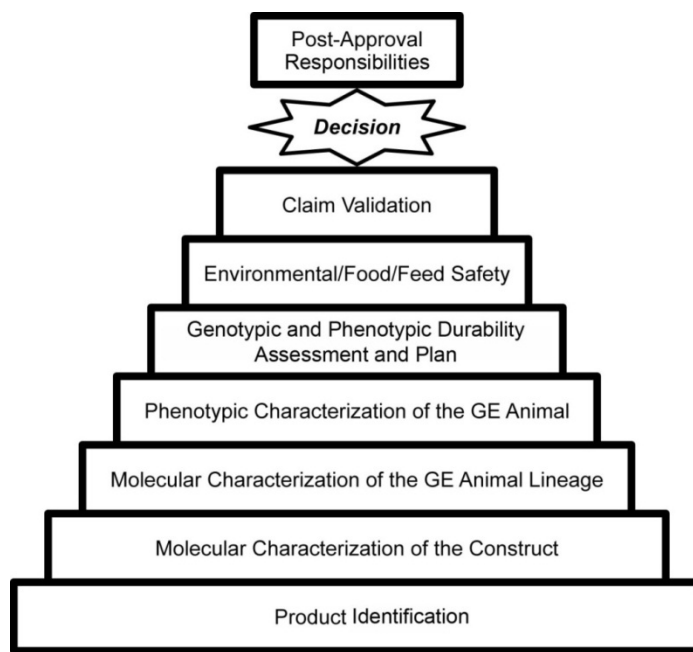 Post-Approval
Responsibilities
Decision
Claim Validation
Environmental/Food/Feed Safety
Genotypic and Phenotypic Durability
Assessment and Plan
Phenotypic Characterization of the GE Animal
Molecular Characterization of the GE Animal Lineage
Molecular Characterization of the Construct
Product Identification